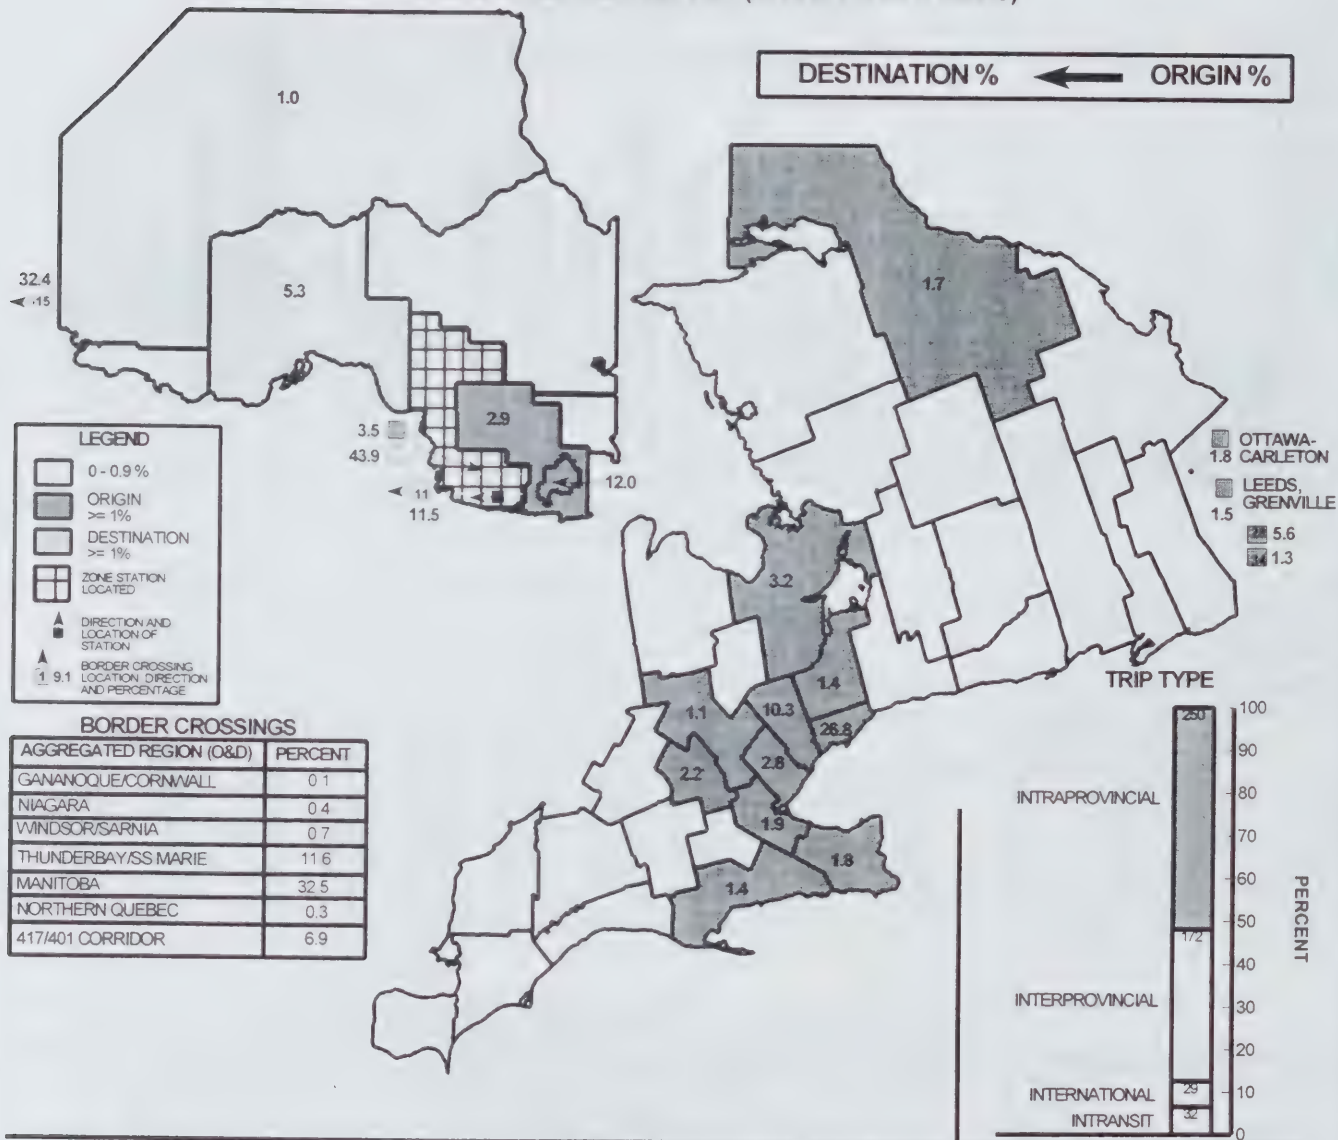 DESTINATION % ORIGIN %
1.0
32.4
15
5.3
2.9
3.5
43.9
11
11.5
12.0
1.7
OTTAWA-
1.8 CARLETON
LEEDS,
1.5 GRENVILLE
5.6
34 1.3
3.2
1.4
10.3
26.8
1.1
2.8
2.2
1.9
1.8
1.4
LEGEND
0 - 0.9 %
ORIGIN
>= 1%
DESTINATION
>= 1%
ZONE STATION
LOCATED
DIRECTION AND
LOCATION OF
STATION
BORDER CROSSING
1 9.1 LOCATION DIRECTION
AND PERCENTAGE
BORDER CROSSINGS
AGGREGATED REGION (O&D) PERCENT
GANANOQUE/CORNWALL 0.1
NIAGARA 0.4
WINDSOR/SARNIA 0.7
THUNDERBAY/SS MARIE 11.6
MANITOBA 32.5
NORTHERN QUEBEC 0.3
417/401 CORRIDOR 6.9
TRIP TYPE
250
100
90
80
INTRAPROVINCIAL
70
60
50
172
40
INTERPROVINCIAL
30
20
INTERNATIONAL 29 10
INTRANSIT 32
0
PERCENT